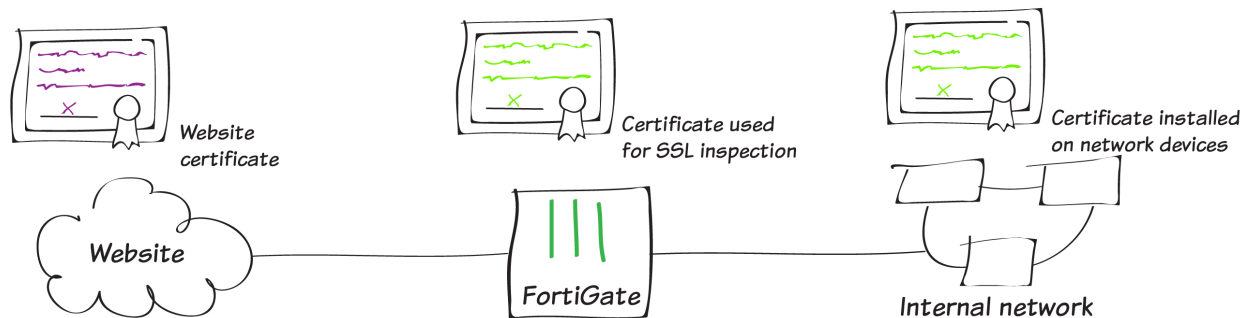 Website
certificate
Certificate used
for SSL inspection
Certificate installed
on network devices
Website
FortiGate
Internal network